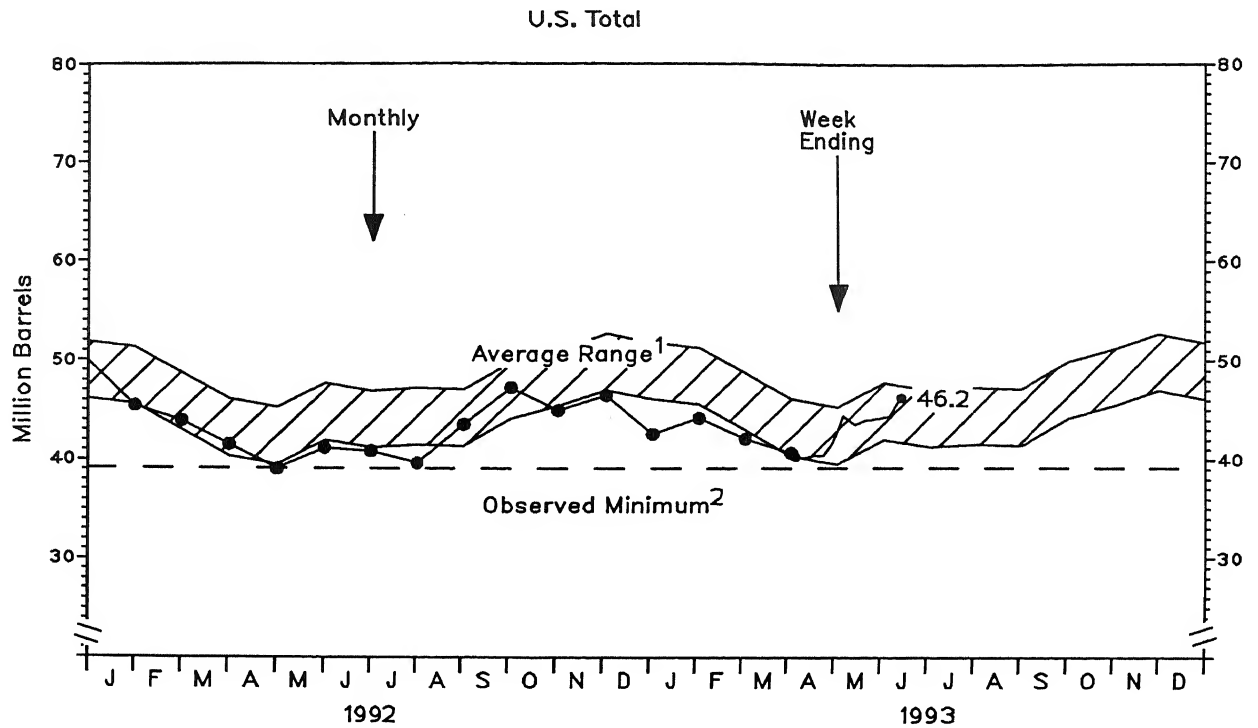 U.S. Total
80 80
Monthly
Week
Ending
70 70
60 60
Million Barrels
50 50
Average Range1
46.2
40 40
Observed Minimum2
30 30
J F M A M J J A S O N D J F M A M J J A S O N D
1992 1993